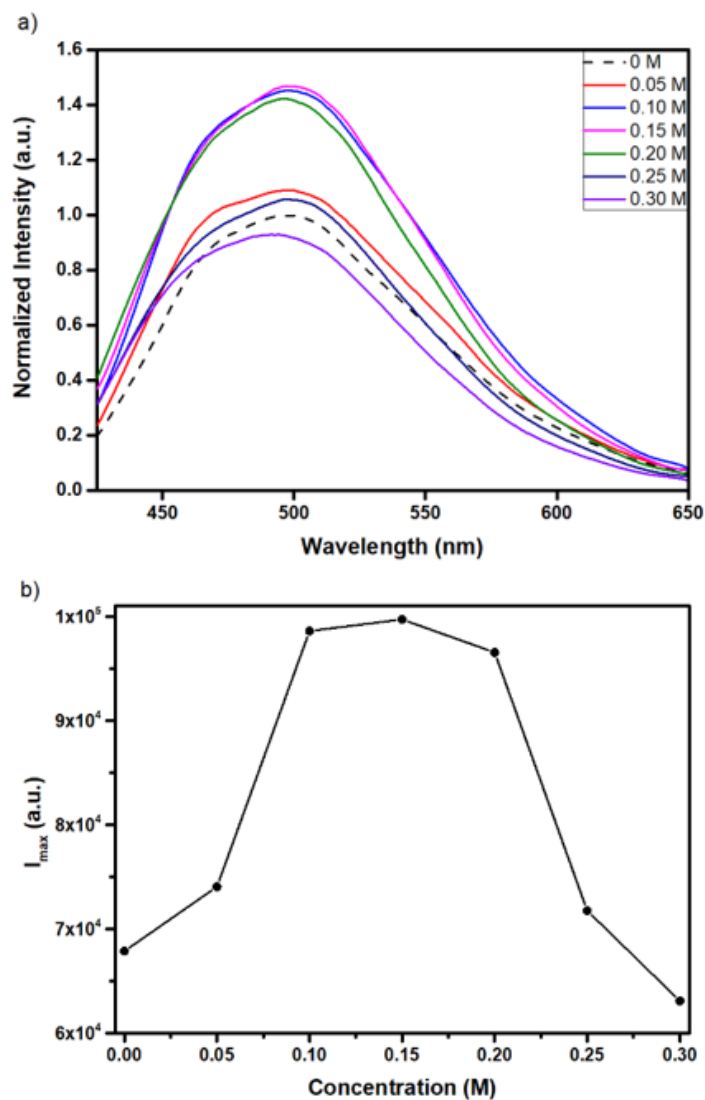 a)
1.6
1.4
1.2
1.0
0.8
0.6
0.4
0.2
0.0
Normalized Intensity (a.u.)
0 M
0.05 M
0.10 M
0.15 M
0.20 M
0.25 M
0.30 M
450 500 550 600 650
Wavelength (nm)
b)
1x10⁵
9x10⁴
8x10⁴
7x10⁴
6x10⁴
Imax (a.u.)
0.00 0.05 0.10 0.15 0.20 0.25 0.30
Concentration (M)